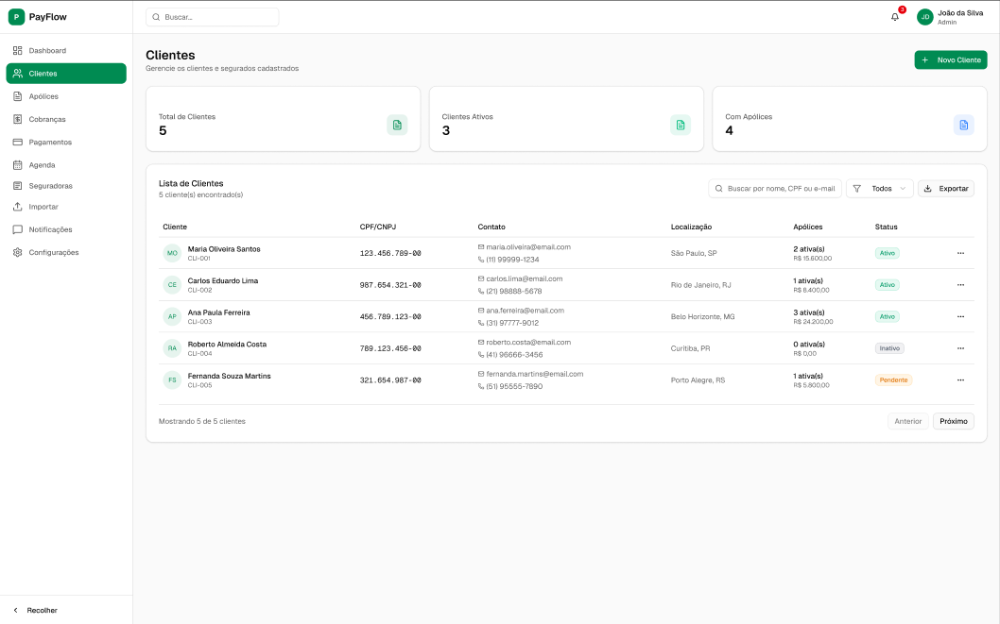 P PayFlow
Buscar...
3
JD
João da Silva
Admin
Dashboard
Clientes
Apólices
Cobranças
Pagamentos
Agenda
Seguradoras
Importar
Notificações
Configurações
Recolher
Clientes
Gerencie os clientes e segurados cadastrados
Novo Cliente
Total de Clientes
5
Clientes Ativos
3
Com Apólices
4
Lista de Clientes
5 cliente(s) encontrado(s)
Buscar por nome, CPF ou e-mail
Todos
Exportar
Cliente CPF/CNPJ Contato Localização Apólices Status
MO
Maria Oliveira Santos
CLI-001
123.456.789-00
maria.oliveira@email.com
(11) 99999-1234
São Paulo, SP
2 ativa(s)
R$ 15.600,00
Ativo
CE
Carlos Eduardo Lima
CLI-002
987.654.321-00
carlos.lima@email.com
(21) 98888-5678
Rio de Janeiro, RJ
1 ativa(s)
R$ 8.400,00
Ativo
AP
Ana Paula Ferreira
CLI-003
456.789.123-00
ana.ferreira@email.com
(31) 97777-9012
Belo Horizonte, MG
3 ativa(s)
R$ 24.200,00
Ativo
RA
Roberto Almeida Costa
CLI-004
789.123.456-00
roberto.costa@email.com
(41) 96666-3456
Curitiba, PR
0 ativa(s)
R$ 0,00
Inativo
FS
Fernanda Souza Martins
CLI-005
321.654.987-00
fernanda.martins@email.com
(51) 95555-7890
Porto Alegre, RS
1 ativa(s)
R$ 5.800,00
Pendente
Mostrando 5 de 5 clientes
Anterior
Próximo